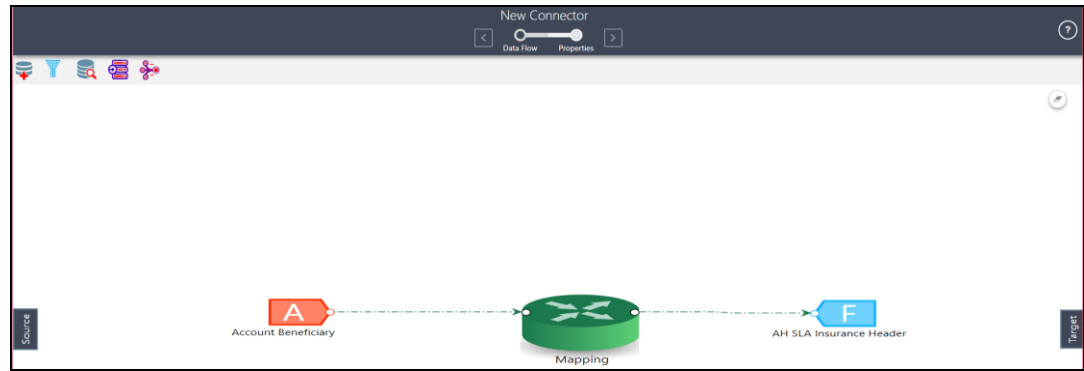 New Connector
<
>
Data Flow
Properties
?
A
F
Account Beneficiary
AH SLA Insurance Header
Mapping
Source
Target